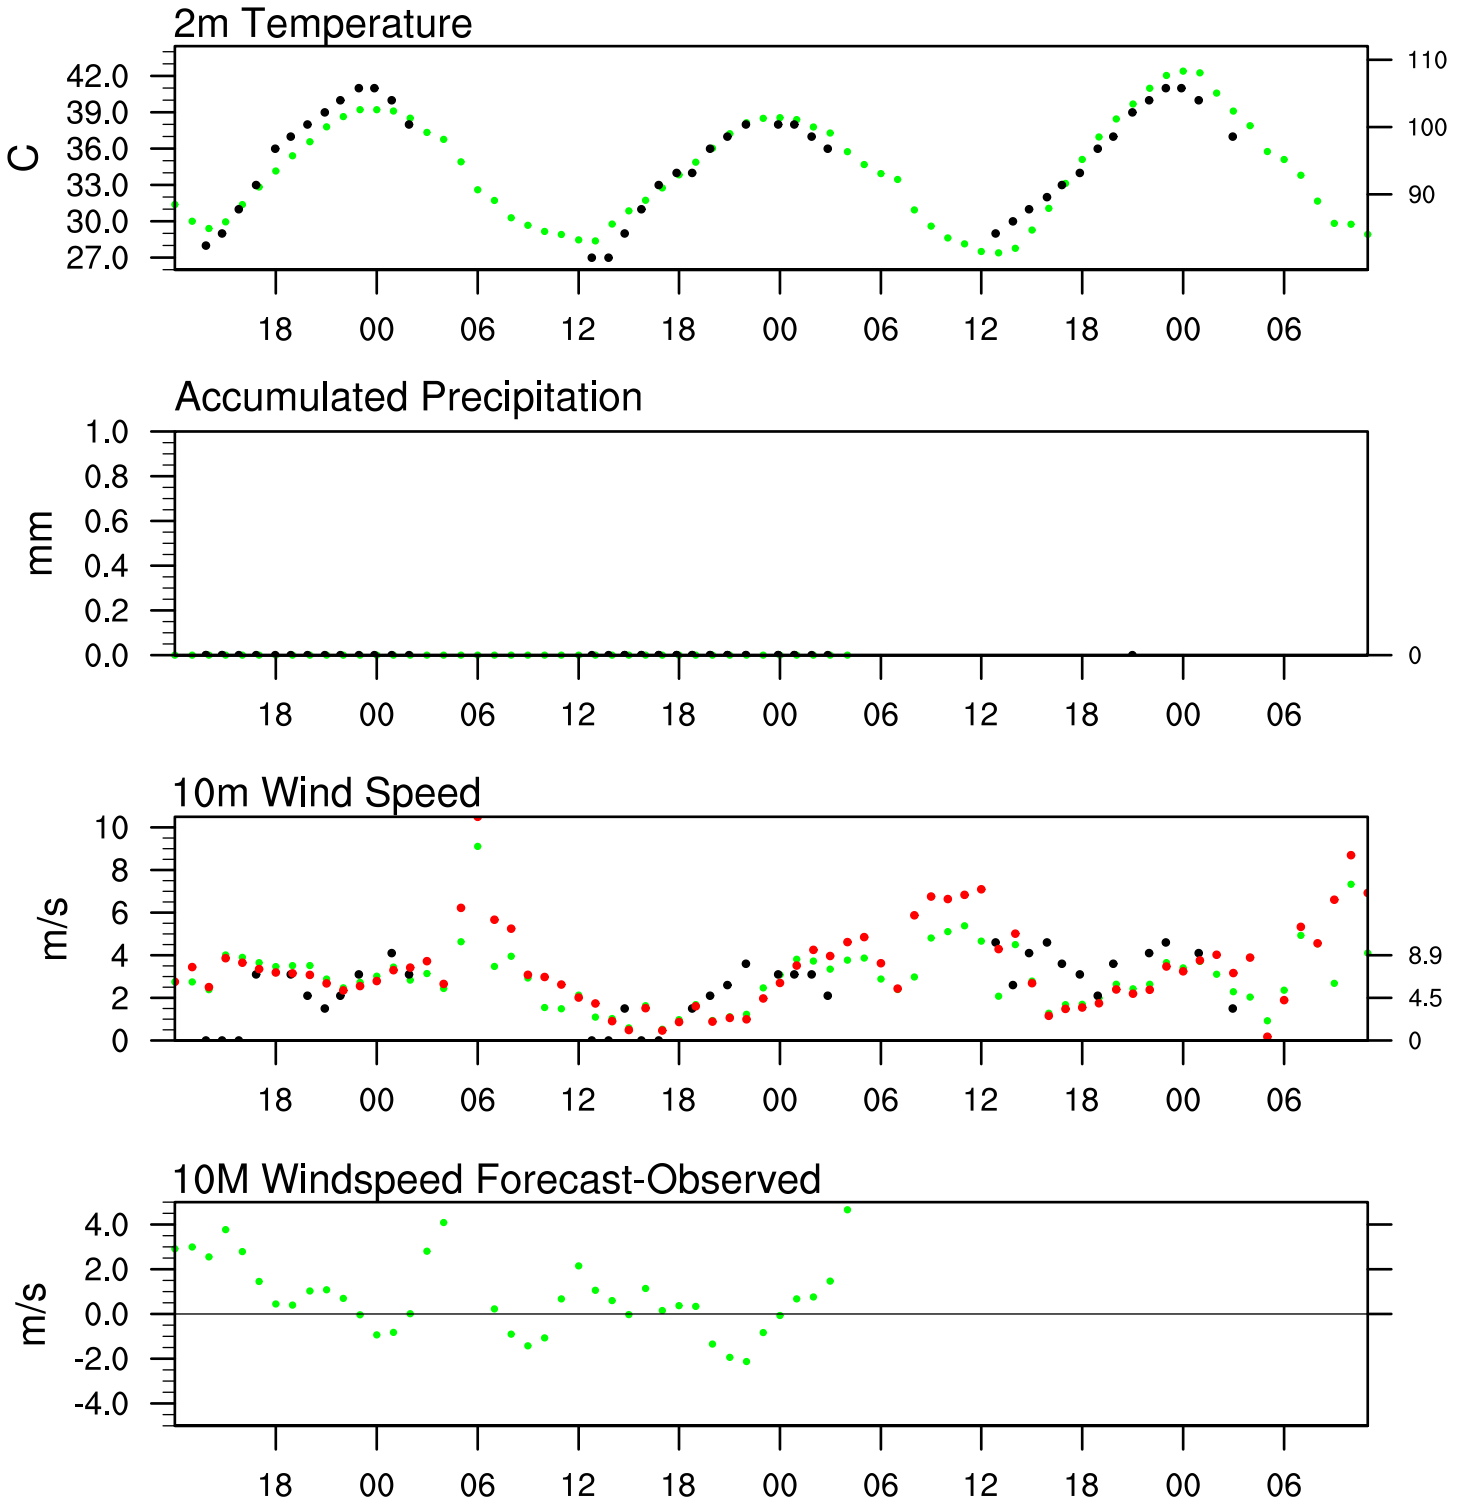 2m Temperature
42.0
39.0
36.0
33.0
30.0
27.0
C
110
100
90
18 00 06 12 18 00 06 12 18 00 06
Accumulated Precipitation
1.0
0.8
0.6
0.4
0.2
0.0
mm
0
18 00 06 12 18 00 06 12 18 00 06
10m Wind Speed
10
8
6
4
2
0
m/s
8.9
4.5
0
18 00 06 12 18 00 06 12 18 00 06
10M Windspeed Forecast-Observed
4.0
2.0
0.0
-2.0
-4.0
m/s
18 00 06 12 18 00 06 12 18 00 06